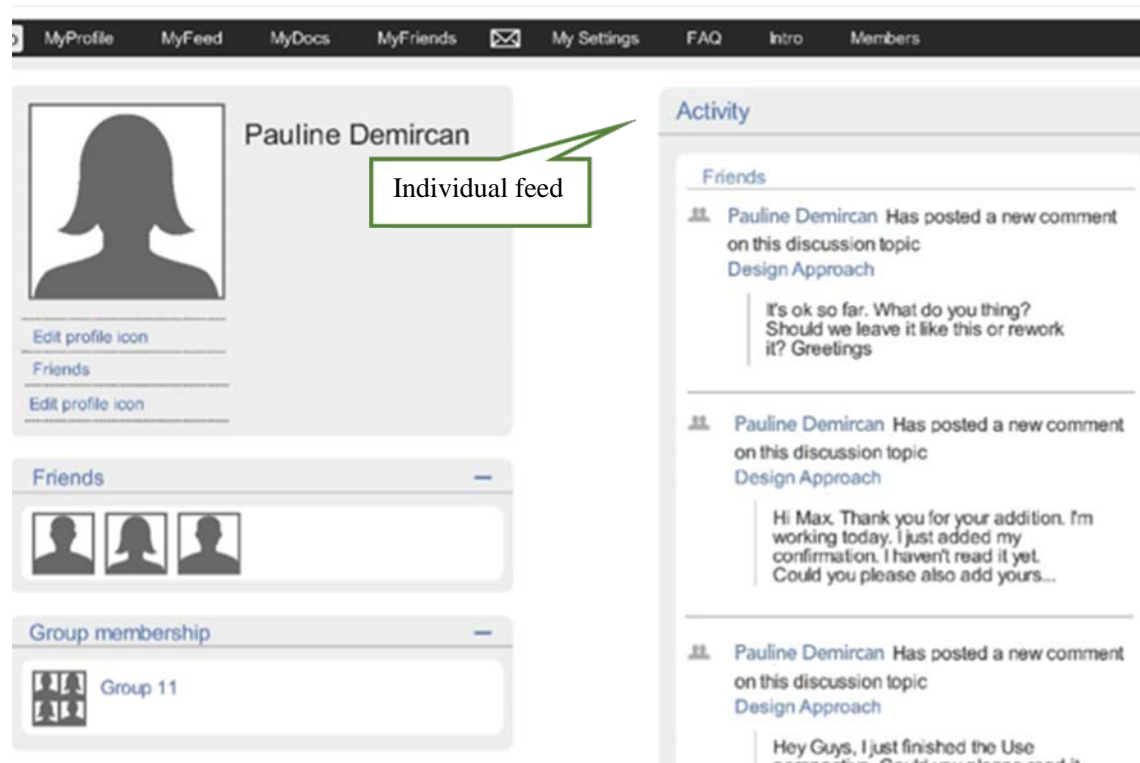 MyProfile MyFeed MyDocs MyFriends My Settings FAQ Intro Members
Pauline Demircan
Individual feed
Edit profile icon
Friends
Edit profile icon
Friends
Group membership
Group 11
Activity
Friends
Pauline Demircan Has posted a new comment
on this discussion topic
Design Approach
It's ok so far. What do you thing?
Should we leave it like this or rework
it? Greetings
Pauline Demircan Has posted a new comment
on this discussion topic
Design Approach
Hi Max. Thank you for your addition. I'm
working today. I just added my
confirmation. I haven't read it yet.
Could you please also add yours...
Pauline Demircan Has posted a new comment
on this discussion topic
Design Approach
Hey Guys, I just finished the Use